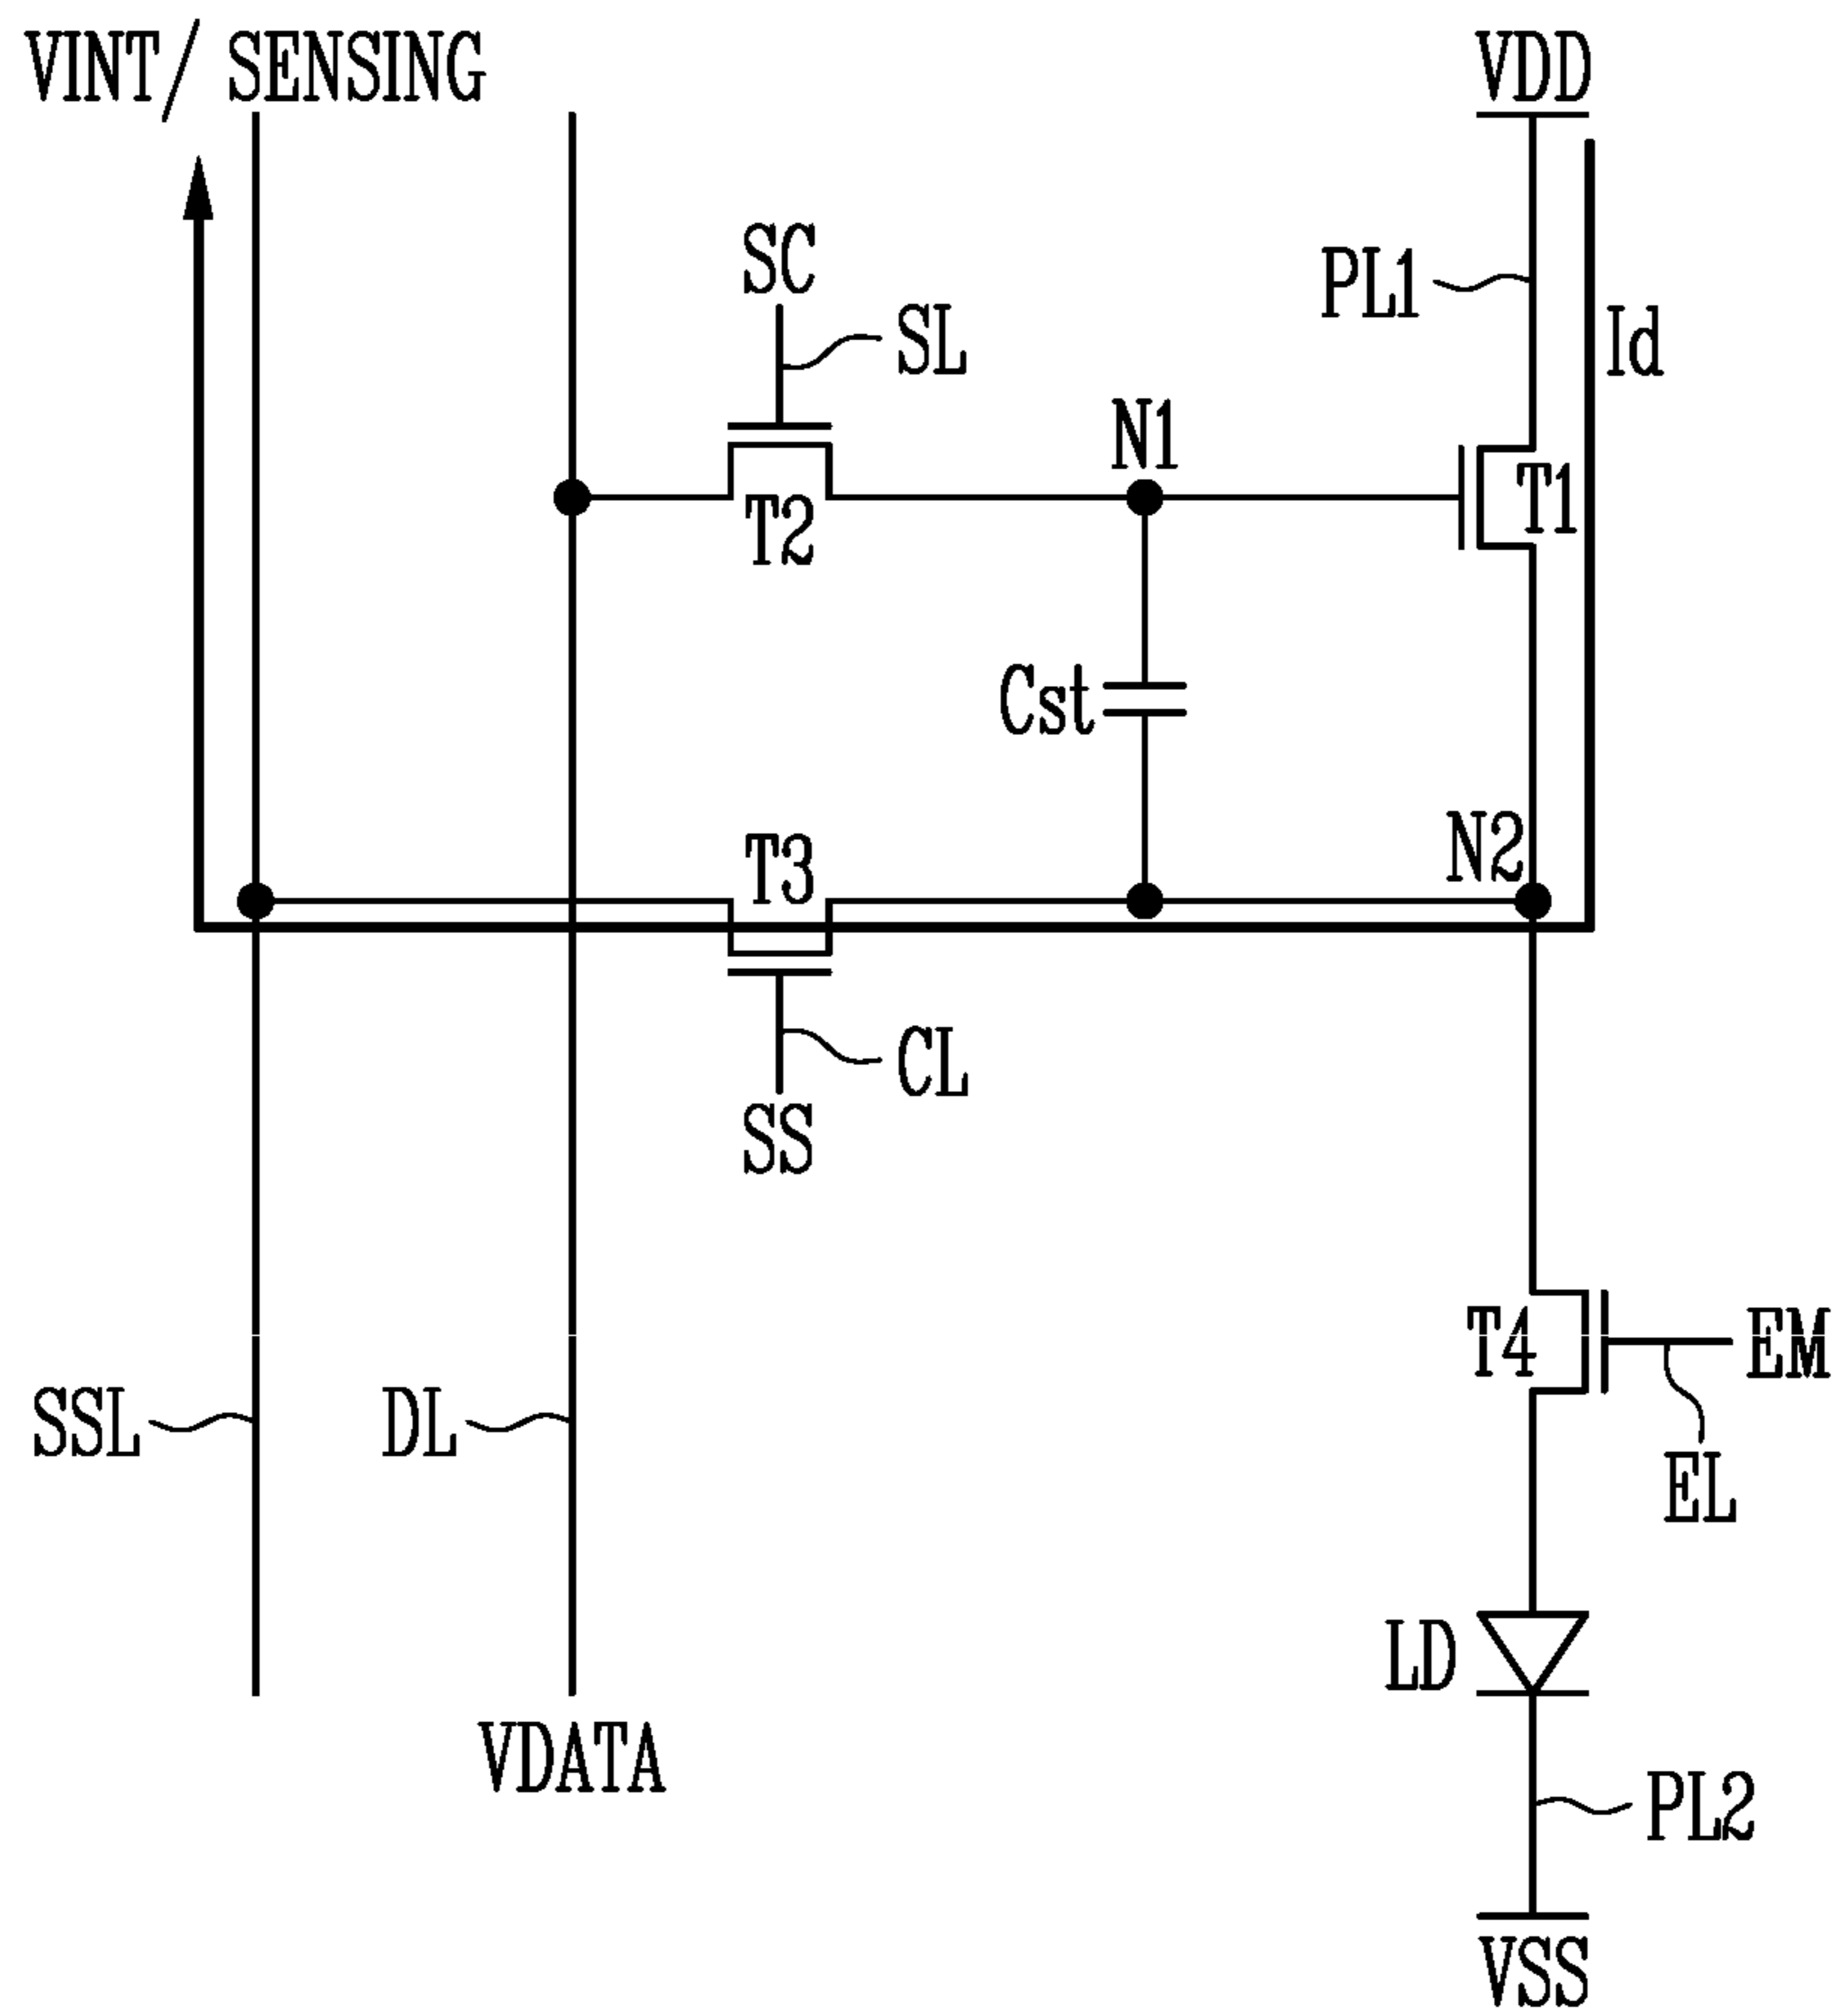 VINT/SENSING
VDD
SC
SL
PL1
Id
N1
T1
T2
Cst
N2
T3
CL
SS
T4
EM
SSL
DL
EL
LD
VDATA
PL2
VSS